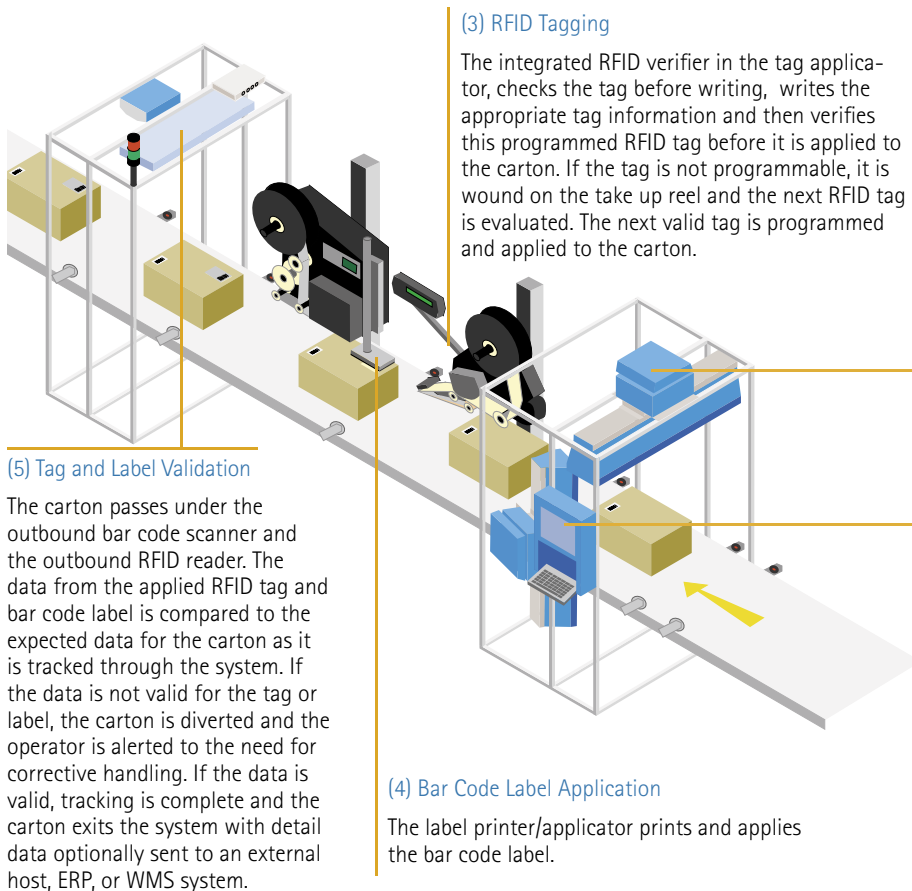 (3) RFID Tagging
The integrated RFID verifier in the tag applica-
tor, checks the tag before writing, writes the
appropriate tag information and then verifies
this programmed RFID tag before it is applied to
the carton. If the tag is not programmable, it is
wound on the take up reel and the next RFID tag
is evaluated. The next valid tag is programmed
and applied to the carton.
(5) Tag and Label Validation
The carton passes under the
outbound bar code scanner and
the outbound RFID reader. The
data from the applied RFID tag and
bar code label is compared to the
expected data for the carton as it
is tracked through the system. If
the data is not valid for the tag or
label, the carton is diverted and the
operator is alerted to the need for
corrective handling. If the data is
valid, tracking is complete and the
carton exits the system with detail
data optionally sent to an external
host, ERP, or WMS system.
(4) Bar Code Label Application
The label printer/applicator prints and applies
the bar code label.